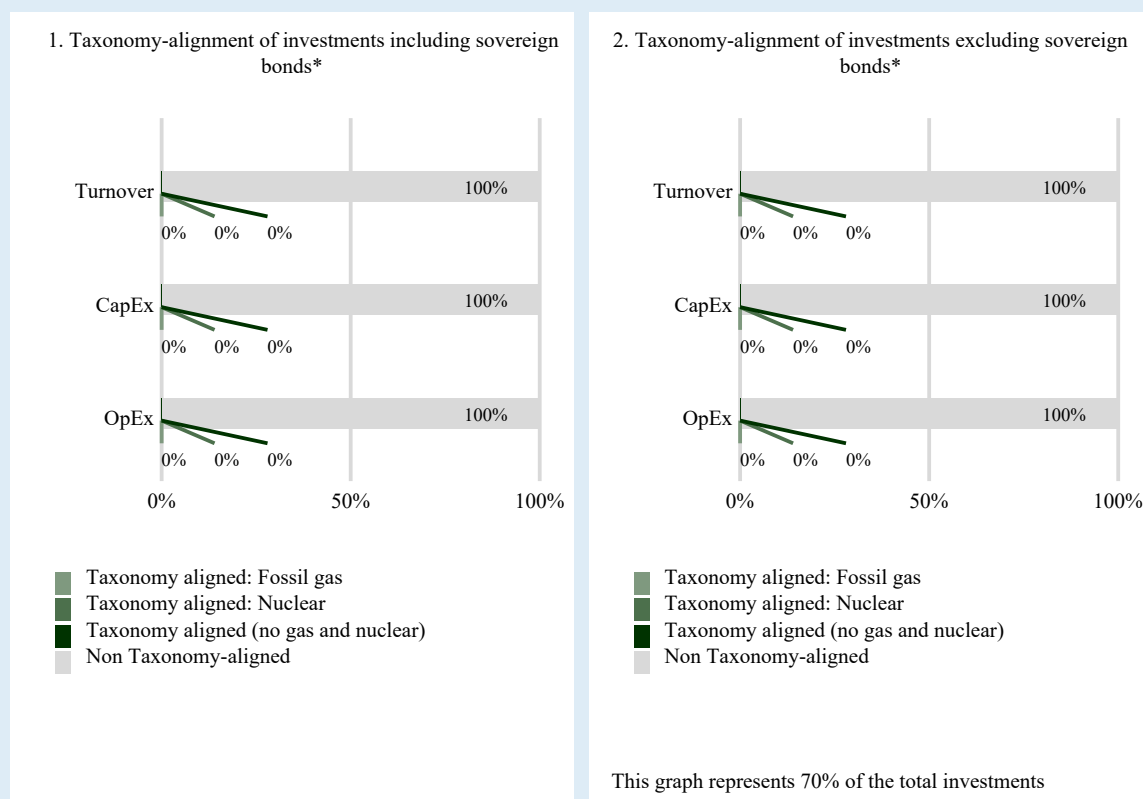 1. Taxonomy-alignment of investments including sovereign
bonds*
Turnover
100%
0% 0% 0%
CapEx
100%
0% 0% 0%
OpEx
100%
0% 0% 0%
0% 50% 100%
Taxonomy aligned: Fossil gas
Taxonomy aligned: Nuclear
Taxonomy aligned (no gas and nuclear)
Non Taxonomy-aligned
2. Taxonomy-alignment of investments excluding sovereign
bonds*
Turnover
100%
0% 0% 0%
CapEx
100%
0% 0% 0%
OpEx
100%
0% 0% 0%
0% 50% 100%
Taxonomy aligned: Fossil gas
Taxonomy aligned: Nuclear
Taxonomy aligned (no gas and nuclear)
Non Taxonomy-aligned
This graph represents 70% of the total investments